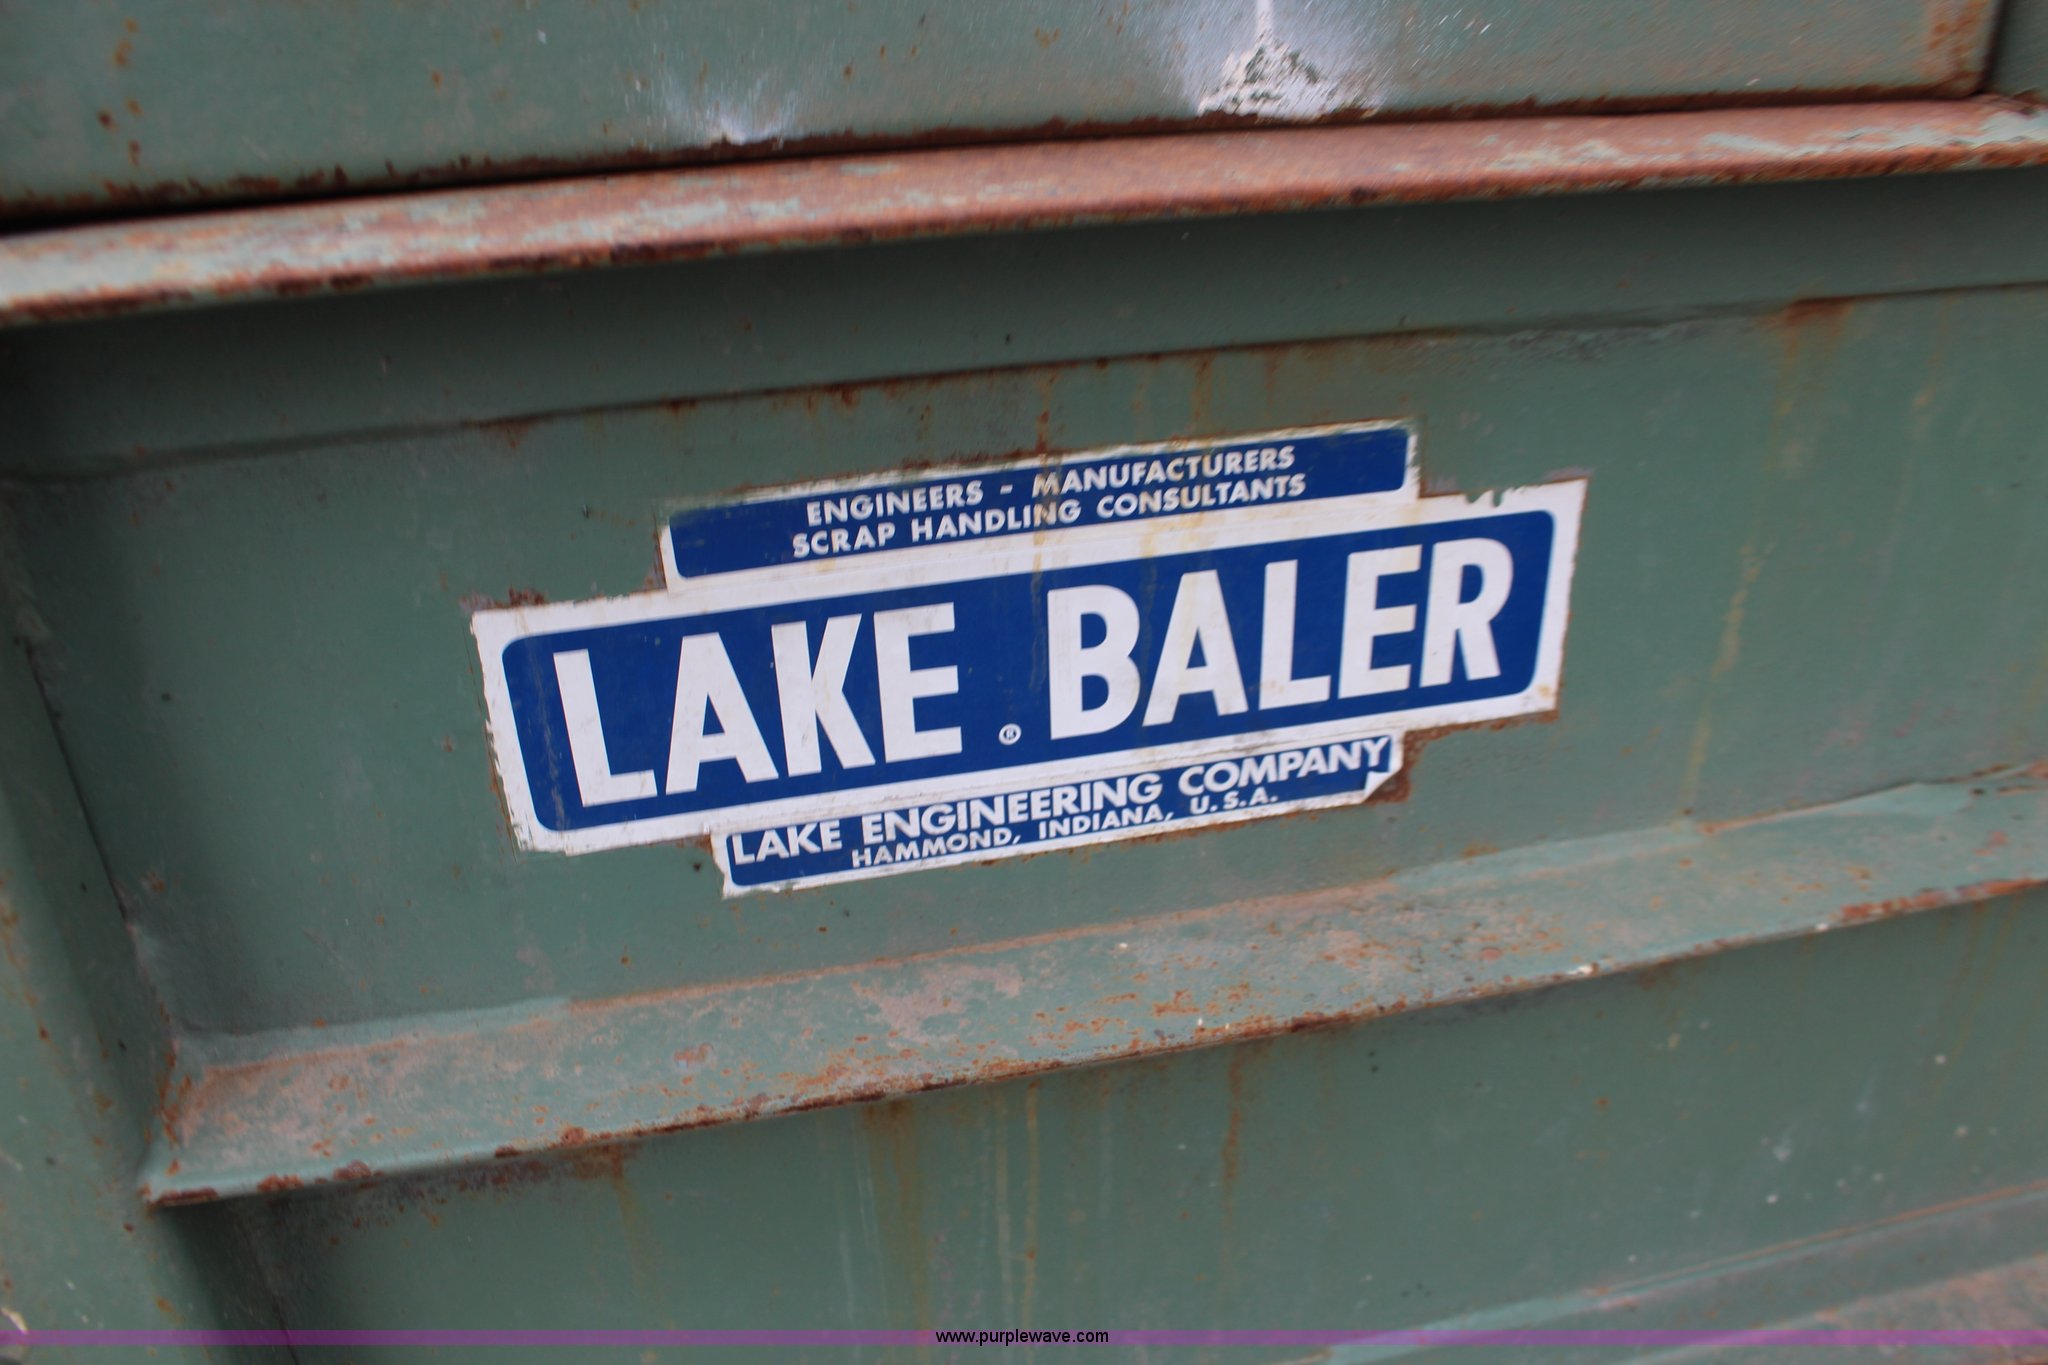 ENGINEERS - MANUFACTURERS
SCRAP HANDLING CONSULTANTS
LAKE ® BALER
LAKE ENGINEERING COMPANY
HAMMOND, INDIANA, U.S.A.
www.purplewave.com